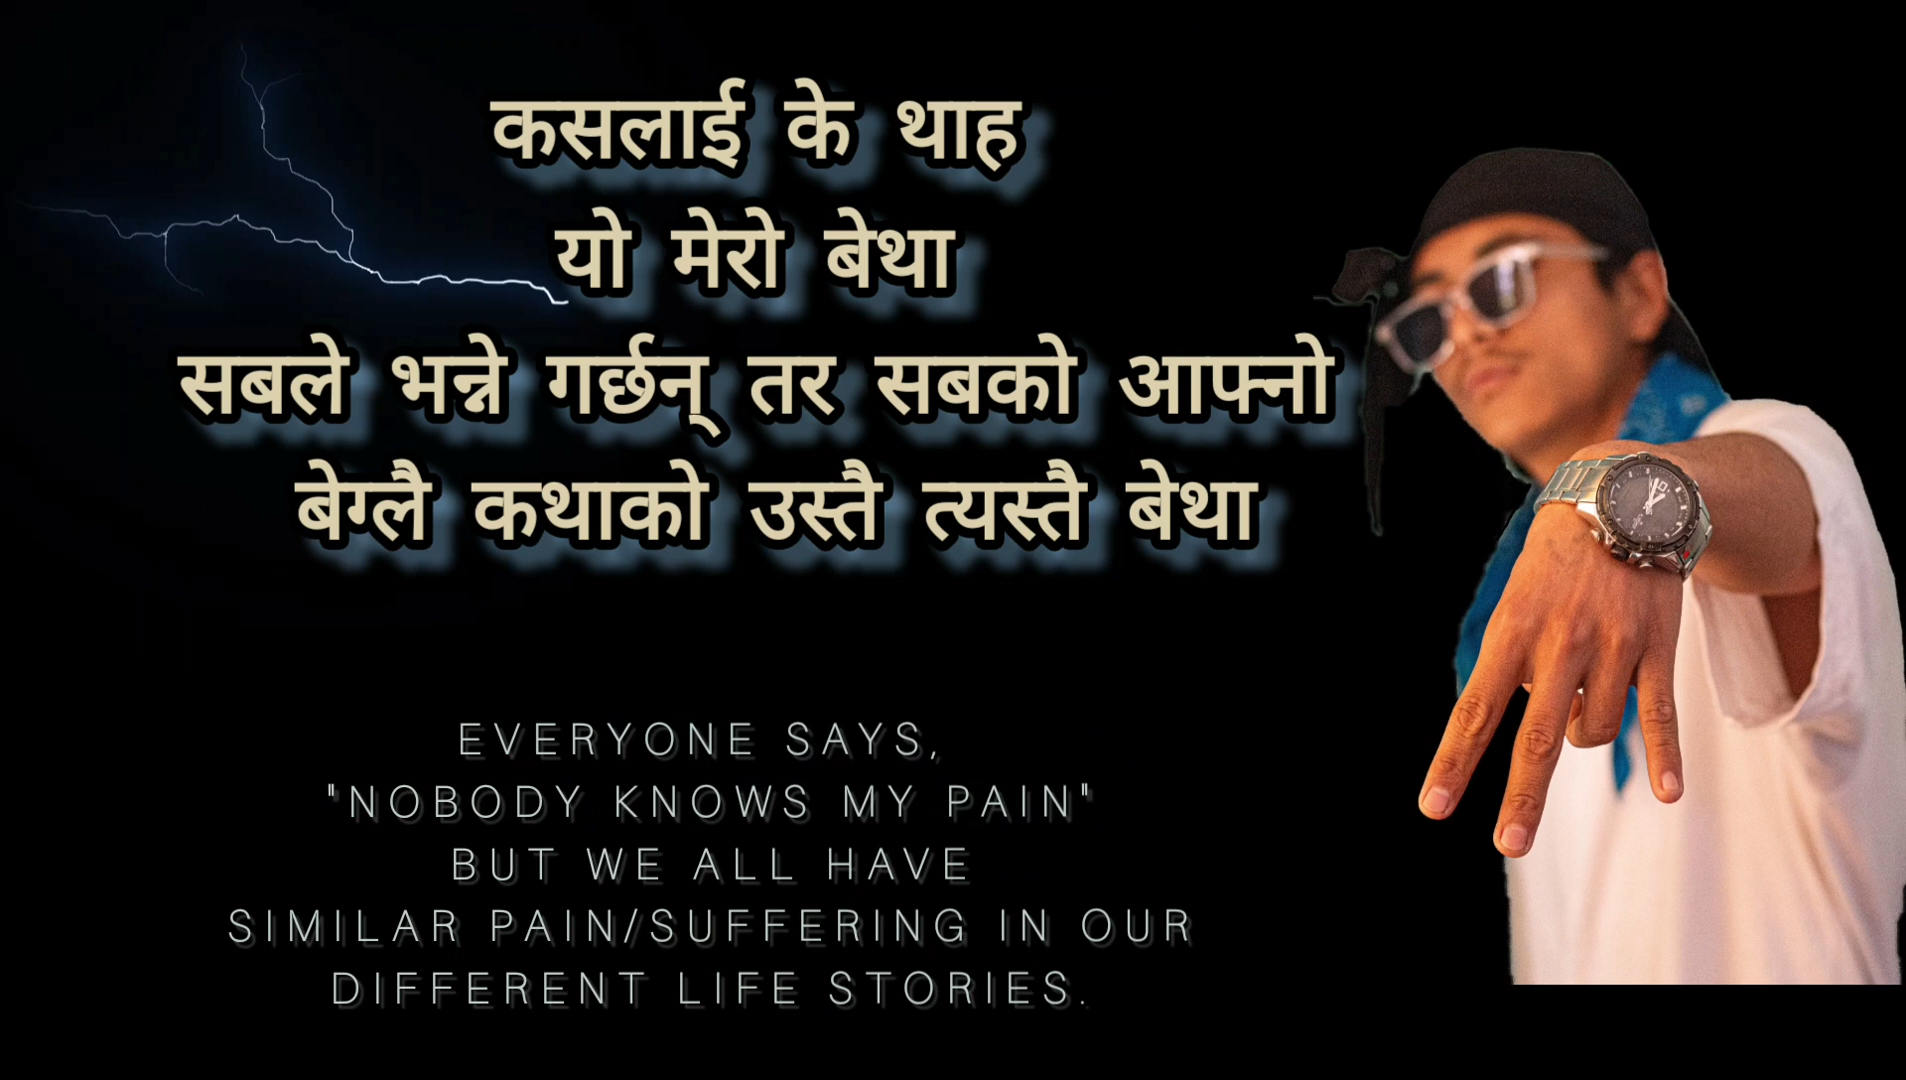 कसलाई के थाह
यो मेरो बेथा
सबले भन्ने गर्छन् तर सबको आफ्नो
बेग्लै कथाको उस्तै त्यस्तै बेथा
EVERYONE SAYS,
"NOBODY KNOWS MY PAIN"
BUT WE ALL HAVE
SIMILAR PAIN/SUFFERING IN OUR
DIFFERENT LIFE STORIES.